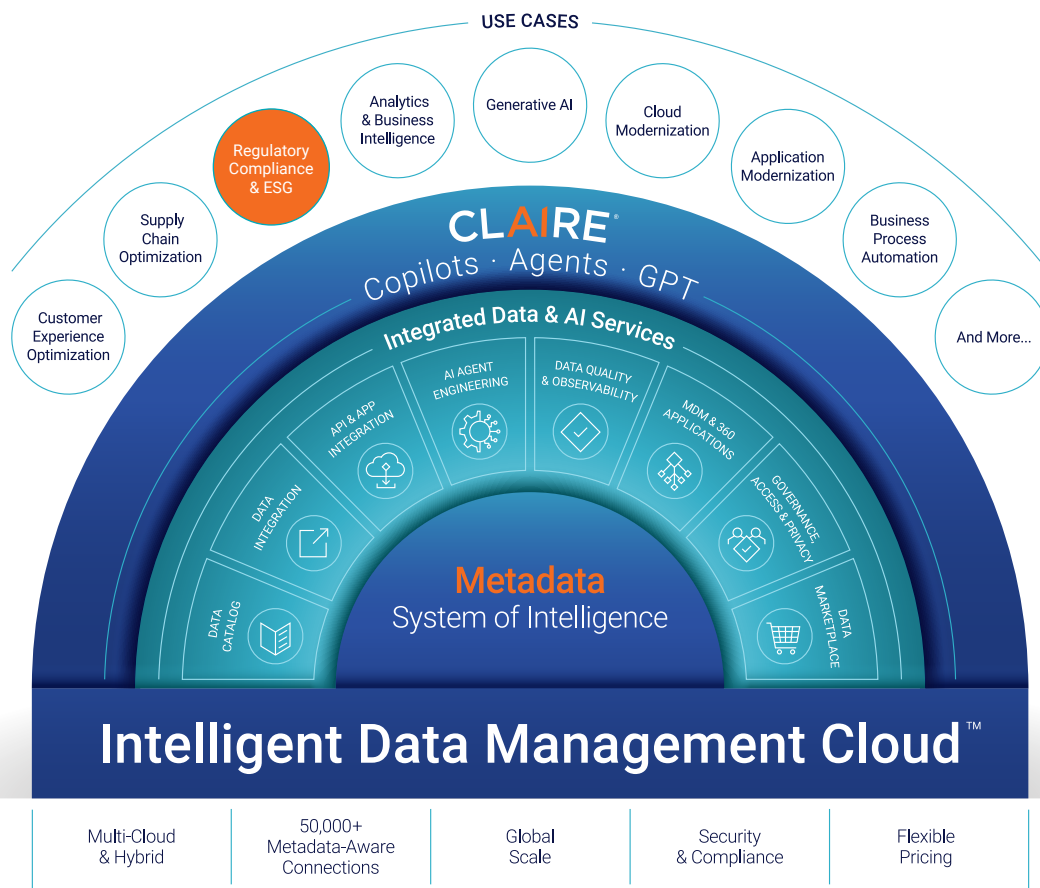 USE CASES
Customer
Experience
Optimization
Supply
Chain
Optimization
Regulatory
Compliance
& ESG
Analytics
& Business
Intelligence
Generative AI
Cloud
Modernization
Application
Modernization
Business
Process
Automation
And More...
CLAIRE®
Copilots · Agents · GPT
Integrated Data & AI Services
DATA
CATALOG
DATA
INTEGRATION
API & APP
INTEGRATION
AI AGENT
ENGINEERING
DATA QUALITY
& OBSERVABILITY
MDM & 360
APPLICATIONS
GOVERNANCE,
ACCESS & PRIVACY
DATA
MARKETPLACE
Metadata
System of Intelligence
Intelligent Data Management Cloud™
Multi-Cloud
& Hybrid
50,000+
Metadata-Aware
Connections
Global
Scale
Security
& Compliance
Flexible
Pricing